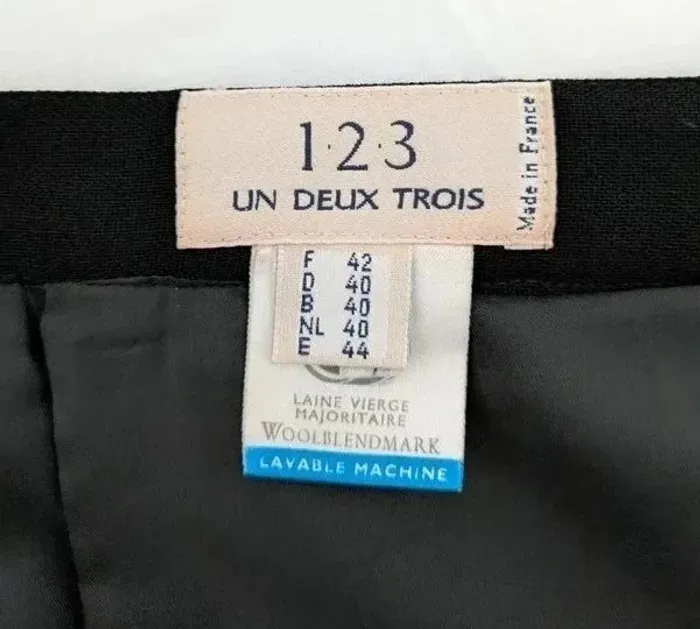 1·2·3
UN DEUX TROIS
Made in France
F 42
D 40
B 40
NL 40
E 44
LAINE VIERGE
MAJORITAIRE
WOOLBLENDMARK
LAVABLE MACHINE